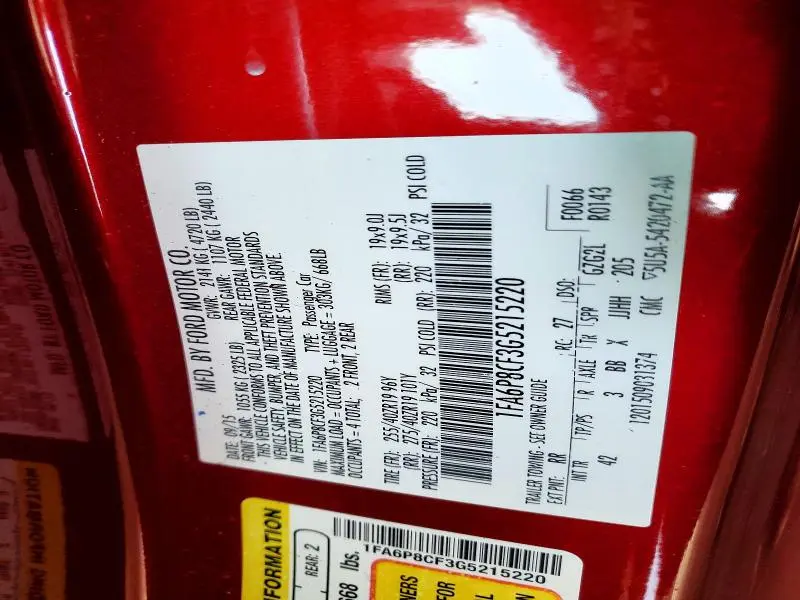 MFD. BY FORD MOTOR CO.
DATE: 09/15 GVWR: 2141 KG ( 4720 LB)
FRONT GAWR: 1055 KG ( 2325 LB) REAR GAWR: 1107 KG ( 2440 LB)
THIS VEHICLE CONFORMS TO ALL APPLICABLE FEDERAL MOTOR
VEHICLE SAFETY, BUMPER, AND THEFT PREVENTION STANDARDS
IN EFFECT ON THE DATE OF MANUFACTURE SHOWN ABOVE
VIN: 1FA6P8CF3G5215220 TYPE: Passenger Car
MAXIMUM LOAD = OCCUPANTS + LUGGAGE = 303KG/ 668LB
OCCUPANTS = 4 TOTAL; 2 FRONT, 2 REAR
TIRE (FR): 255/40ZR19 96Y RIMS (FR): 19x9.0J
(RR): 275/40ZR19 101Y (RR): 19x9.5J
PRESSURE (FR): 220 kPa/ 32 PSI COLD (RR): 220 kPa/ 32 PSI COLD
1FA6P8CF3G5215220
TRAILER TOWING - SEE OWNER GUIDE
EXT PNT: RR RC: 27 DSO: F0066
R0143
INT TR TP/PS R AXLE TR SPP GZG2L
42 3 BB X JJHH 205
1201509031374 CMC
INFORMATION
REAR: 2
668 lbs.
1FA6P8CF3G5215220
FOR